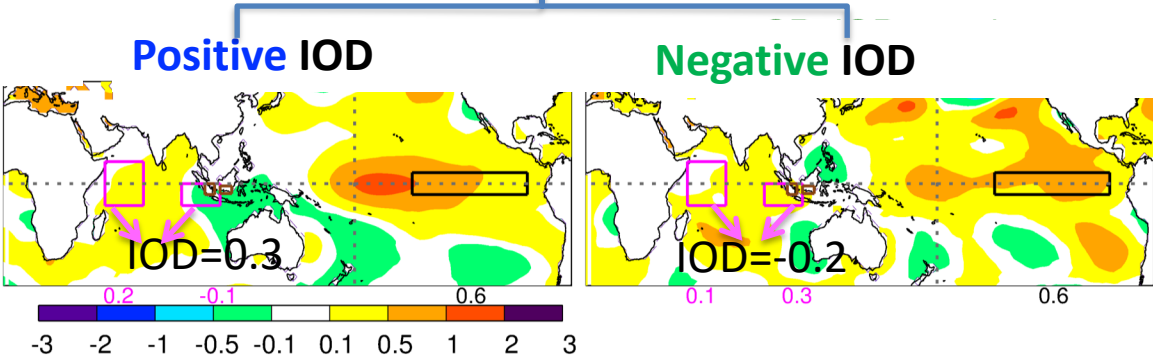 Positive IOD
Negative IOD
IOD=0.3
IOD=-0.2
0.2 -0.1 0.6
0.1 0.3 0.6
-3 -2 -1 -0.5 -0.1 0.1 0.5 1 2 3